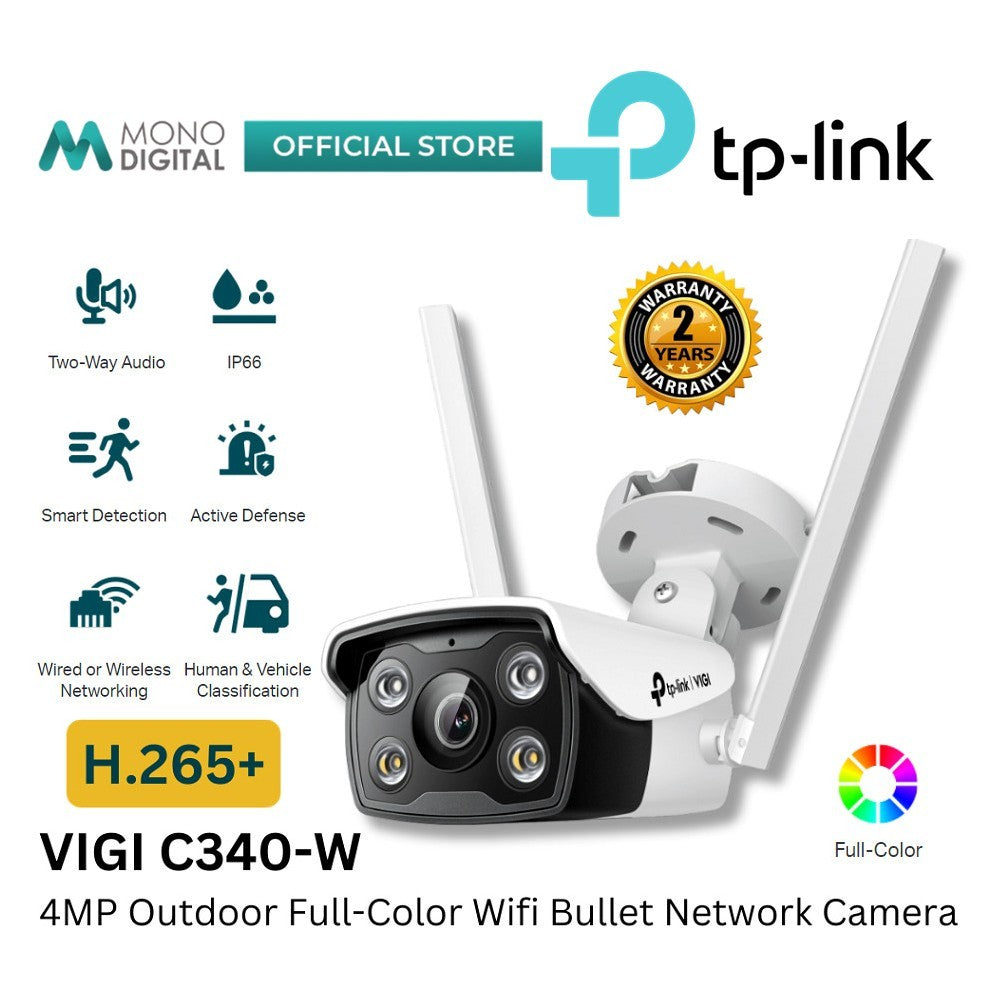 MONO
DIGITAL
OFFICIAL STORE
tp-link
WARRANTY
2
YEARS
WARRANTY
Two-Way Audio
IP66
Smart Detection
Active Defense
Wired or Wireless
Networking
Human & Vehicle
Classification
tp-link | VIGI
H.265+
Full-Color
VIGI C340-W
4MP Outdoor Full-Color Wifi Bullet Network Camera